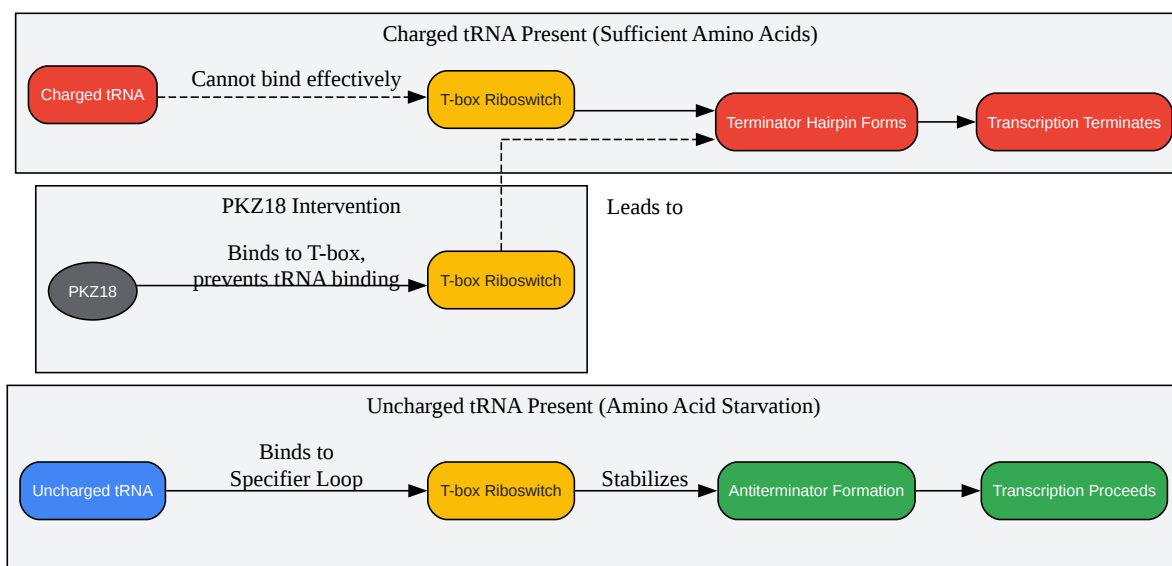 Charged tRNA Present (Sufficient Amino Acids)
Cannot bind effectively
Charged tRNA
T-box Riboswitch
Terminator Hairpin Forms
Transcription Terminates
PKZ18 Intervention
Leads to
Binds to T-box,
prevents tRNA binding
PKZ18
T-box Riboswitch
Uncharged tRNA Present (Amino Acid Starvation)
Binds to
Specifier Loop
Uncharged tRNA
T-box Riboswitch
Stabilizes
Antiterminator Formation
Transcription Proceeds